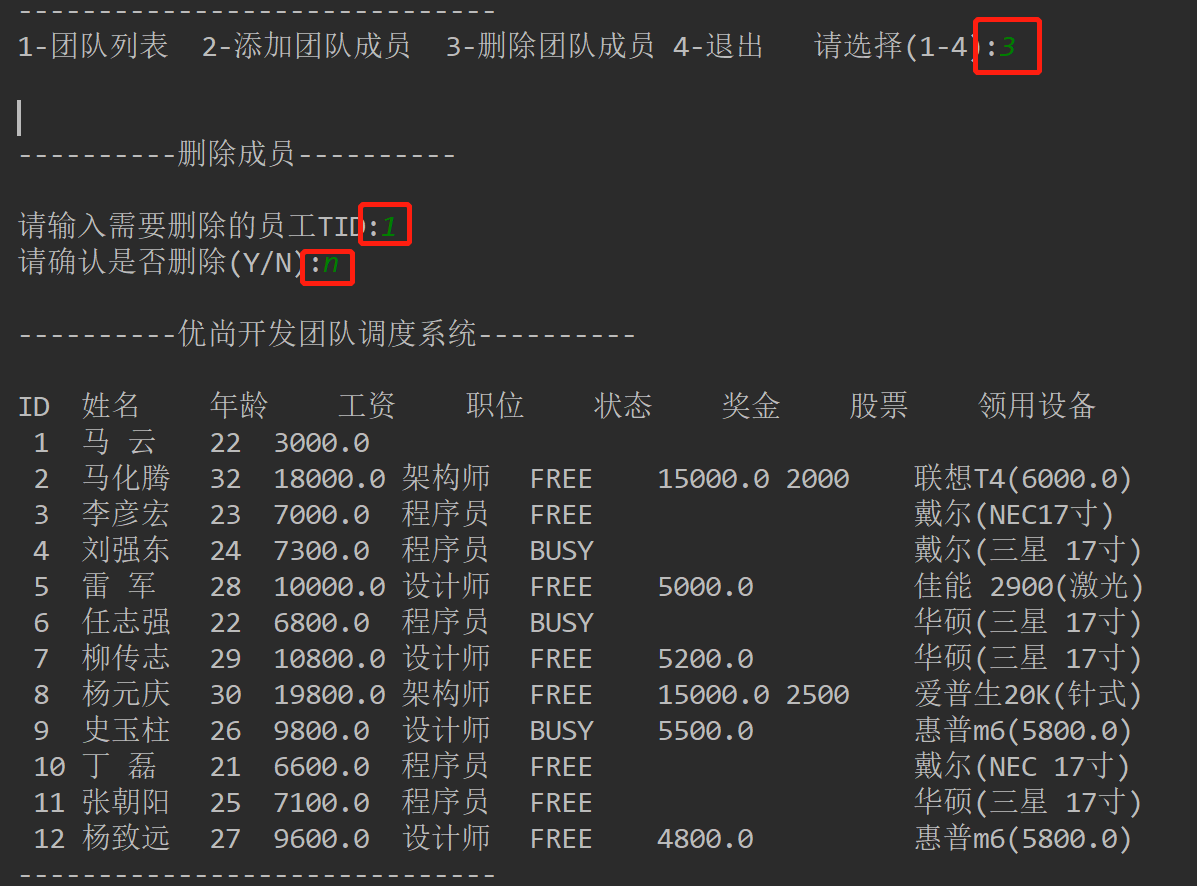 -----------------------------
1-团队列表  2-添加团队成员  3-删除团队成员 4-退出   请选择(1-4):3
----------删除成员----------
请输入需要删除的员工TID:1
请确认是否删除(Y/N):n
----------优尚开发团队调度系统----------
ID  姓名    年龄    工资    职位    状态    奖金    股票    领用设备
1  马 云   22  3000.0
2  马化腾  32  18000.0 架构师  FREE    15000.0 2000    联想T4(6000.0)
3  李彦宏  23  7000.0  程序员  FREE                    戴尔(NEC17寸)
4  刘强东  24  7300.0  程序员  BUSY                    戴尔(三星 17寸)
5  雷 军   28  10000.0 设计师  FREE    5000.0          佳能 2900(激光)
6  任志强  22  6800.0  程序员  BUSY                    华硕(三星 17寸)
7  柳传志  29  10800.0 设计师  FREE    5200.0          华硕(三星 17寸)
8  杨元庆  30  19800.0 架构师  FREE    15000.0 2500    爱普生20K(针式)
9  史玉柱  26  9800.0  设计师  BUSY    5500.0          惠普m6(5800.0)
10 丁 磊   21  6600.0  程序员  FREE                    戴尔(NEC 17寸)
11 张朝阳  25  7100.0  程序员  FREE                    华硕(三星 17寸)
12 杨致远  27  9600.0  设计师  FREE    4800.0          惠普m6(5800.0)
-----------------------------